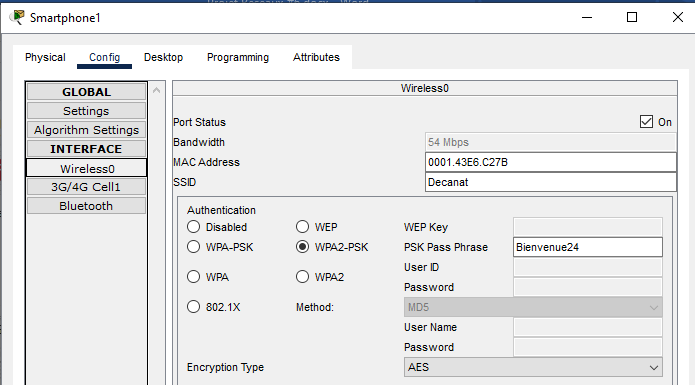 Smartphone1
Physical Config Desktop Programming Attributes
GLOBAL
Settings
Algorithm Settings
INTERFACE
Wireless0
3G/4G Cell1
Bluetooth
Wireless0
Port Status On
Bandwidth 54 Mbps
MAC Address 0001.43E6.C27B
SSID Decanat
Authentication
Disabled WEP WEP Key
WPA-PSK WPA2-PSK PSK Pass Phrase Bienvenue24
User ID
WPA WPA2
Password
802.1X Method: MD5
User Name
Password
Encryption Type AES